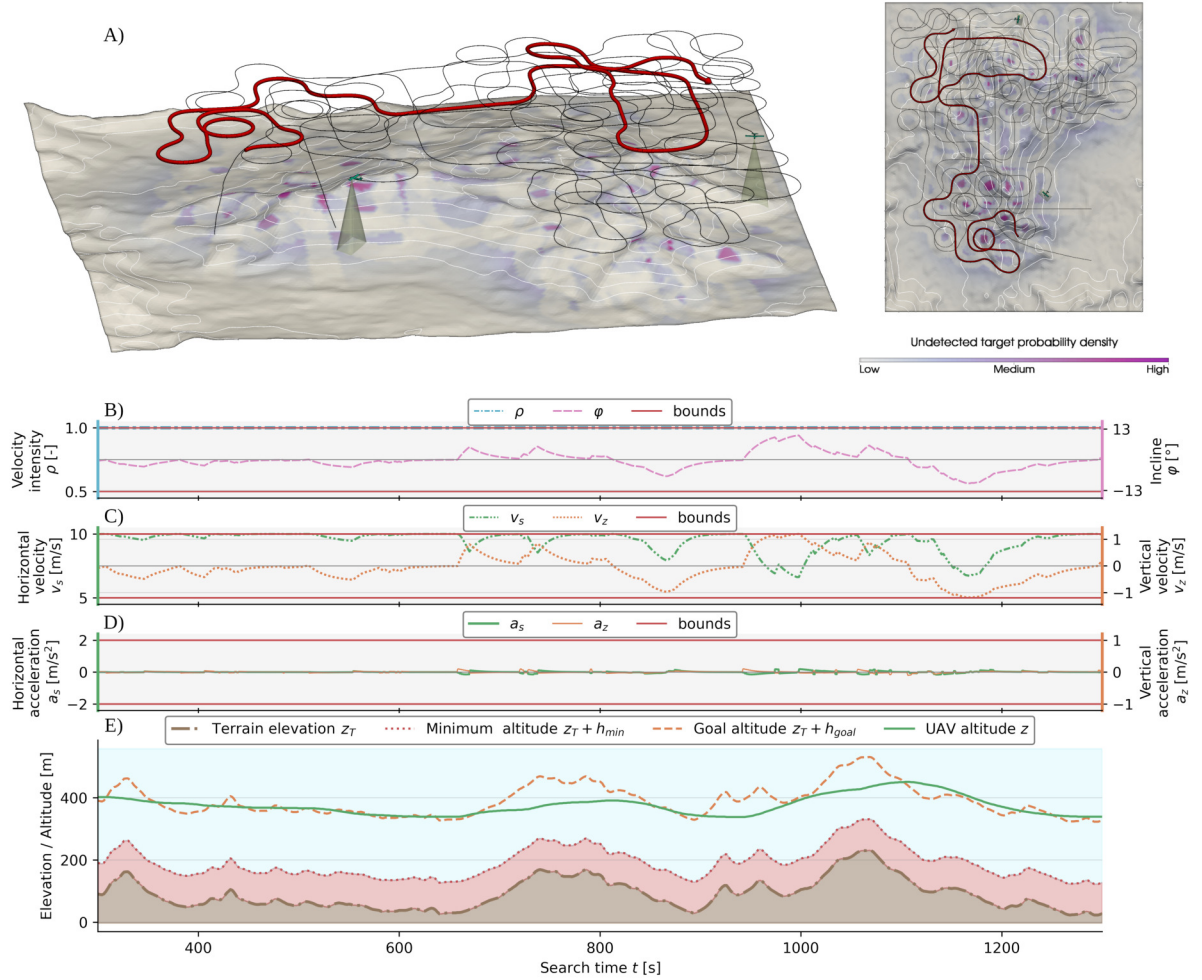 A)
Undetected target probability density
Low Medium High
B)
ρ φ bounds
Velocity
intensity
ρ [-]
1.0
0.5
13
−13
Incline
φ [°]
C)
v_s v_z bounds
Horizontal
velocity
v_s [m/s]
10
5
1
0
−1
Vertical
velocity
v_z [m/s]
D)
a_s a_z bounds
Horizontal
acceleration
a_s [m/s²]
2
0
−2
1
0
−1
Vertical
acceleration
a_z [m/s²]
E)
Terrain elevation z_T Minimum altitude z_T + h_min Goal altitude z_T + h_goal UAV altitude z
Elevation / Altitude [m]
400
200
0
400 600 800 1000 1200
Search time t [s]